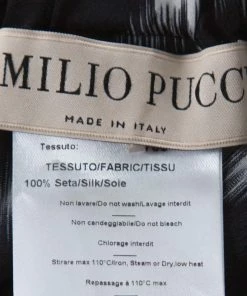 MILIO PUCC
MADE IN ITALY
Tessuto:
TESSUTO/FABRIC/TISSU
100% Seta/Silk/Soie
Non lavare/Do not wash/Lavage interdit
Non candeggiabile/Do not bleach
Chlorage interdit
Stirare max 110°C/Iron, Steam or Dry, low heat
Repassage à 110°C max